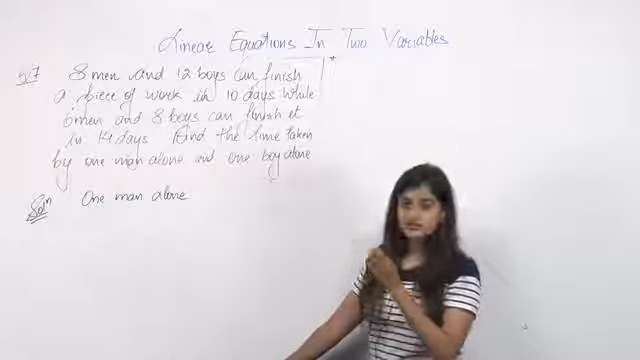 Linear Equations In Two Variables
Q.7 8 men and 12 boys can finish
a piece of work in 10 days while
6 men and 8 boys can finish it
in 14 days Find the time taken
by one man alone and one boy alone
Solⁿ One man alone